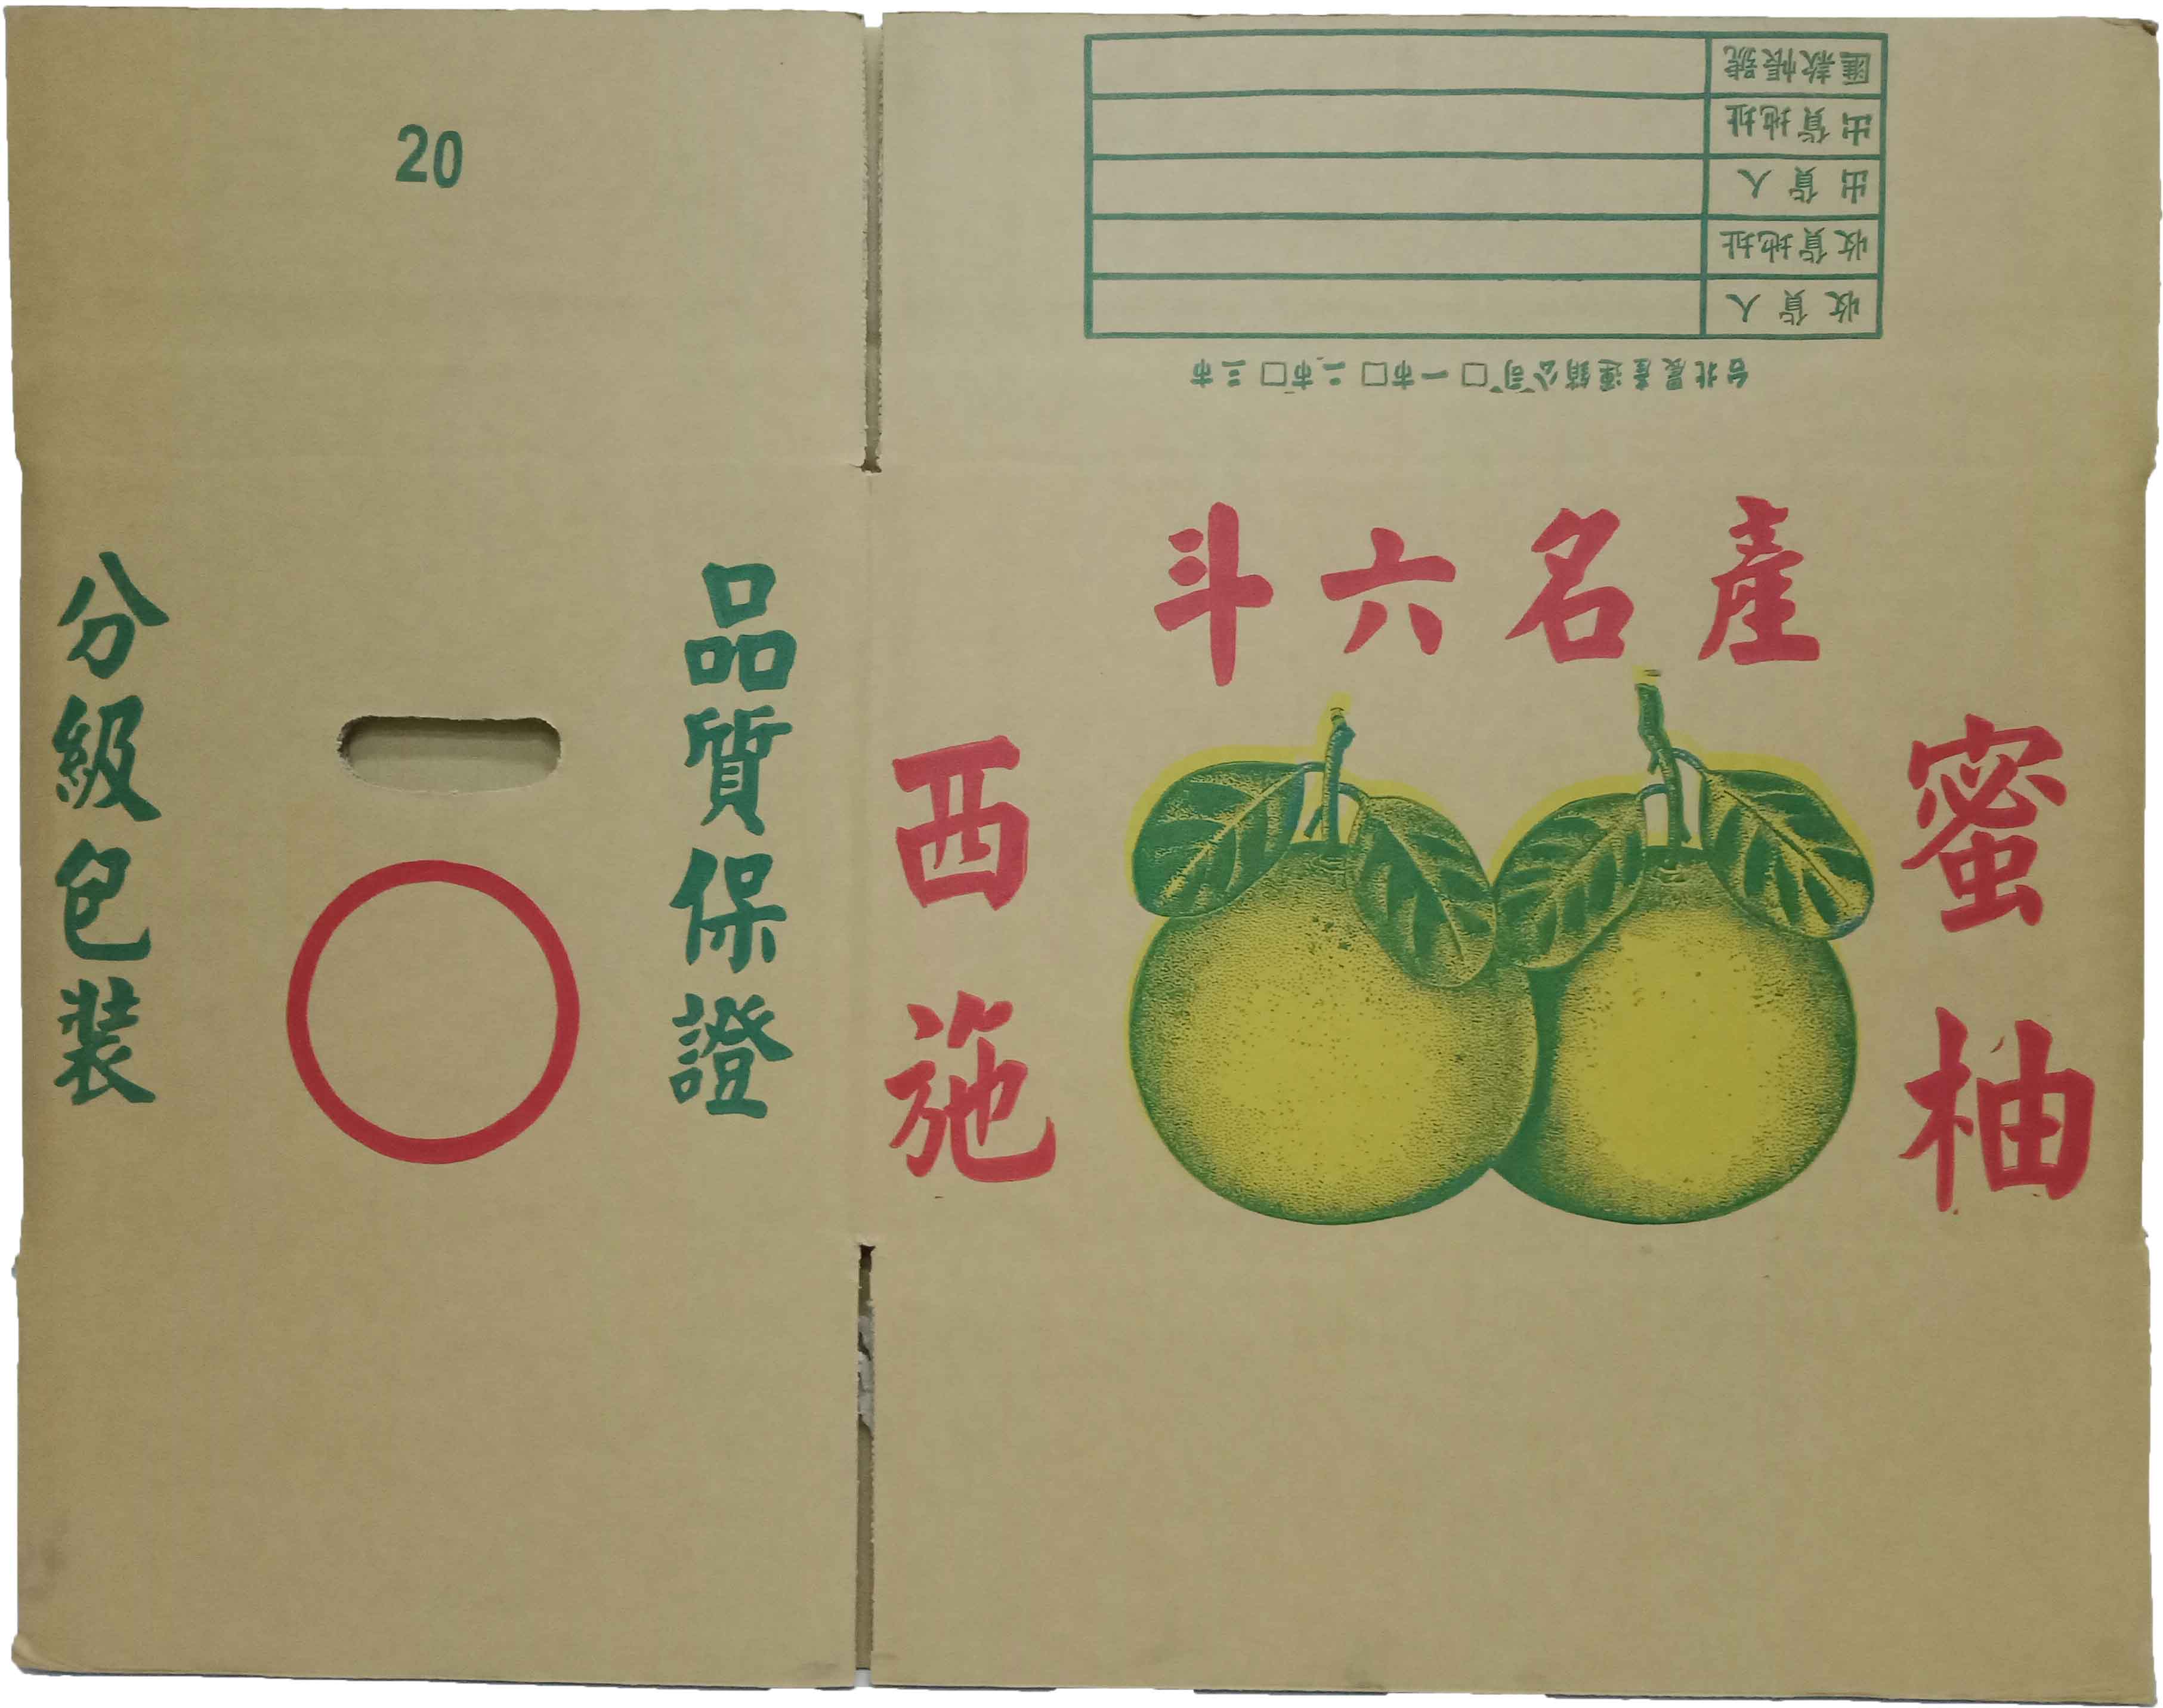 20
匯款帳號
出貨地址
出貨人
收貨地址
收貨人
台北農產運銷公司□一市□二市□三市
斗六名產
西施
蜜柚
品質保證
分級包裝